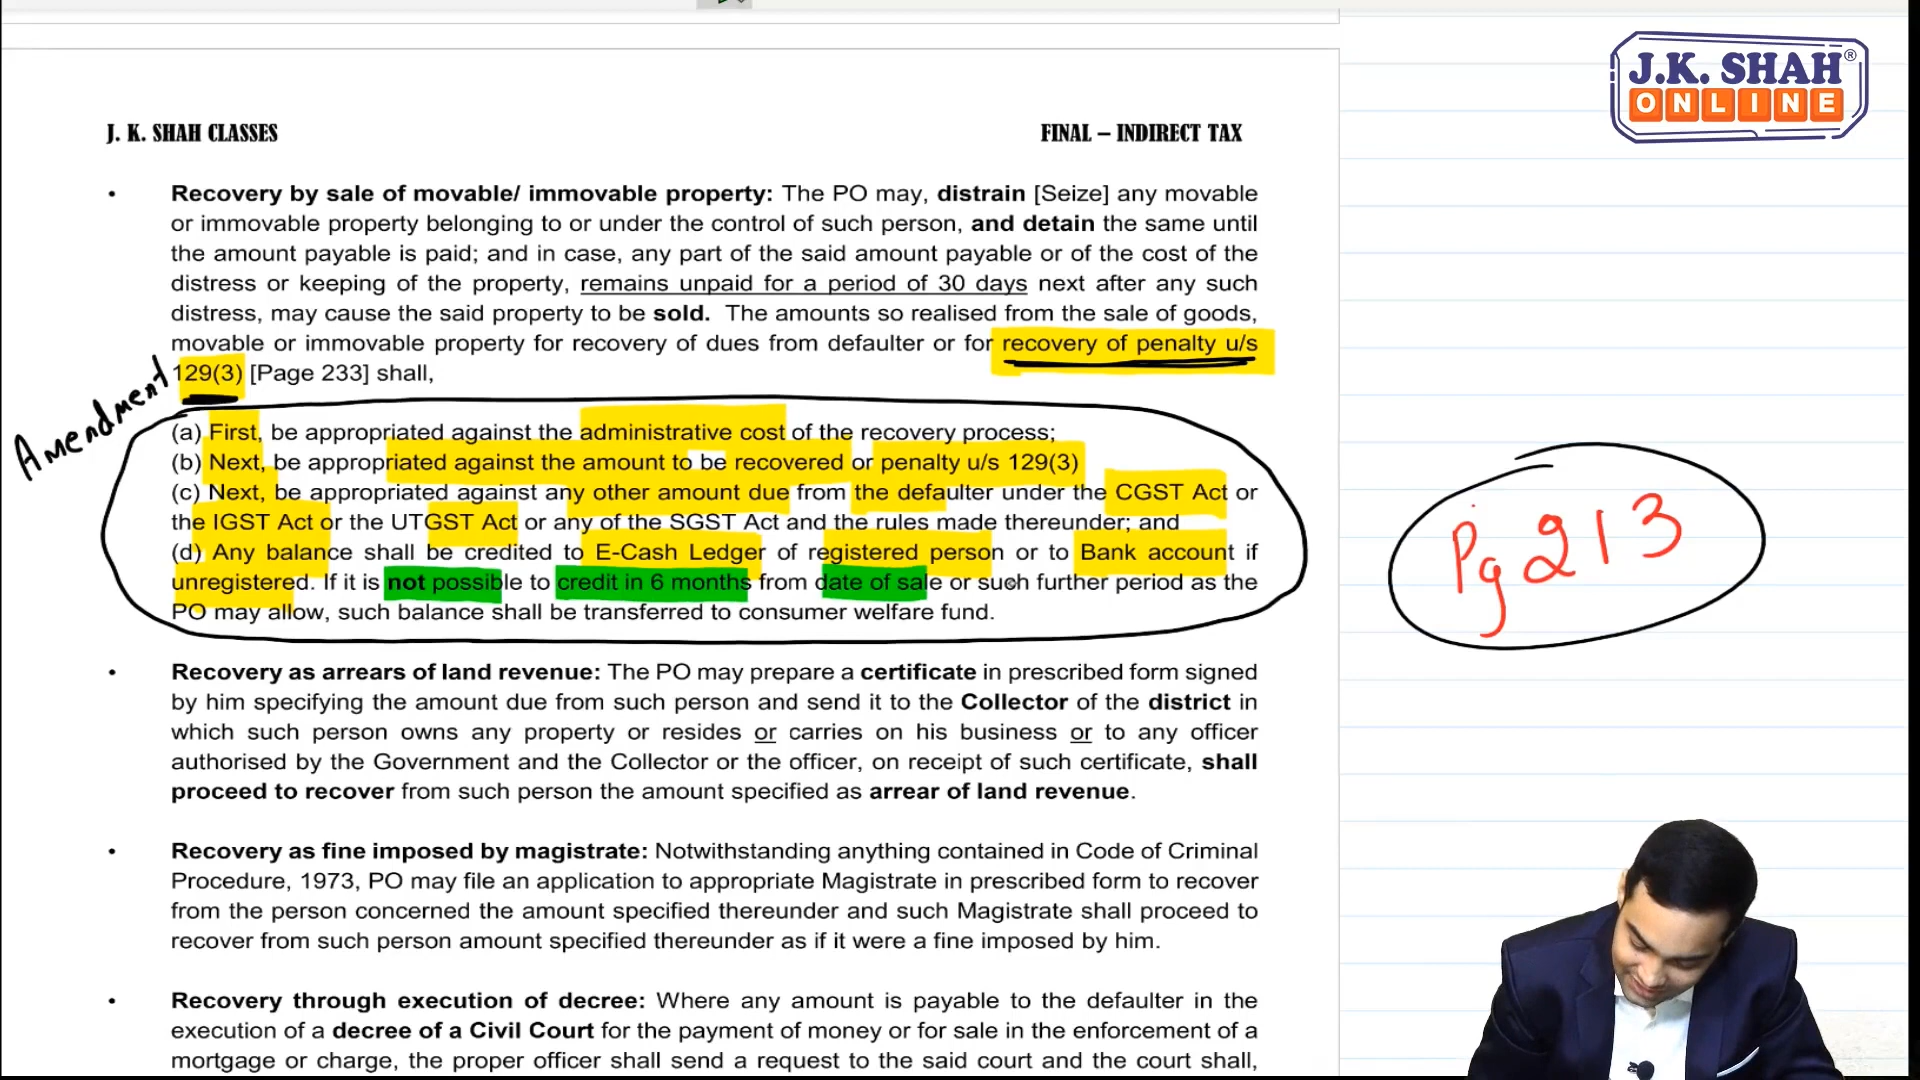 J.K. SHAH®
ONLINE
J. K. SHAH CLASSES
FINAL – INDIRECT TAX
• Recovery by sale of movable/ immovable property: The PO may, distrain [Seize] any movable
or immovable property belonging to or under the control of such person, and detain the same until
the amount payable is paid; and in case, any part of the said amount payable or of the cost of the
distress or keeping of the property, remains unpaid for a period of 30 days next after any such
distress, may cause the said property to be sold. The amounts so realised from the sale of goods,
movable or immovable property for recovery of dues from defaulter or for recovery of penalty u/s
129(3) [Page 233] shall,
Amendment
(a) First, be appropriated against the administrative cost of the recovery process;
(b) Next, be appropriated against the amount to be recovered or penalty u/s 129(3)
(c) Next, be appropriated against any other amount due from the defaulter under the CGST Act or
the IGST Act or the UTGST Act or any of the SGST Act and the rules made thereunder; and
(d) Any balance shall be credited to E-Cash Ledger of registered person or to Bank account if
unregistered. If it is not possible to credit in 6 months from date of sale or such further period as the
PO may allow, such balance shall be transferred to consumer welfare fund.
Pg 213
• Recovery as arrears of land revenue: The PO may prepare a certificate in prescribed form signed
by him specifying the amount due from such person and send it to the Collector of the district in
which such person owns any property or resides or carries on his business or to any officer
authorised by the Government and the Collector or the officer, on receipt of such certificate, shall
proceed to recover from such person the amount specified as arrear of land revenue.
• Recovery as fine imposed by magistrate: Notwithstanding anything contained in Code of Criminal
Procedure, 1973, PO may file an application to appropriate Magistrate in prescribed form to recover
from the person concerned the amount specified thereunder and such Magistrate shall proceed to
recover from such person amount specified thereunder as if it were a fine imposed by him.
• Recovery through execution of decree: Where any amount is payable to the defaulter in the
execution of a decree of a Civil Court for the payment of money or for sale in the enforcement of a
mortgage or charge, the proper officer shall send a request to the said court and the court shall,